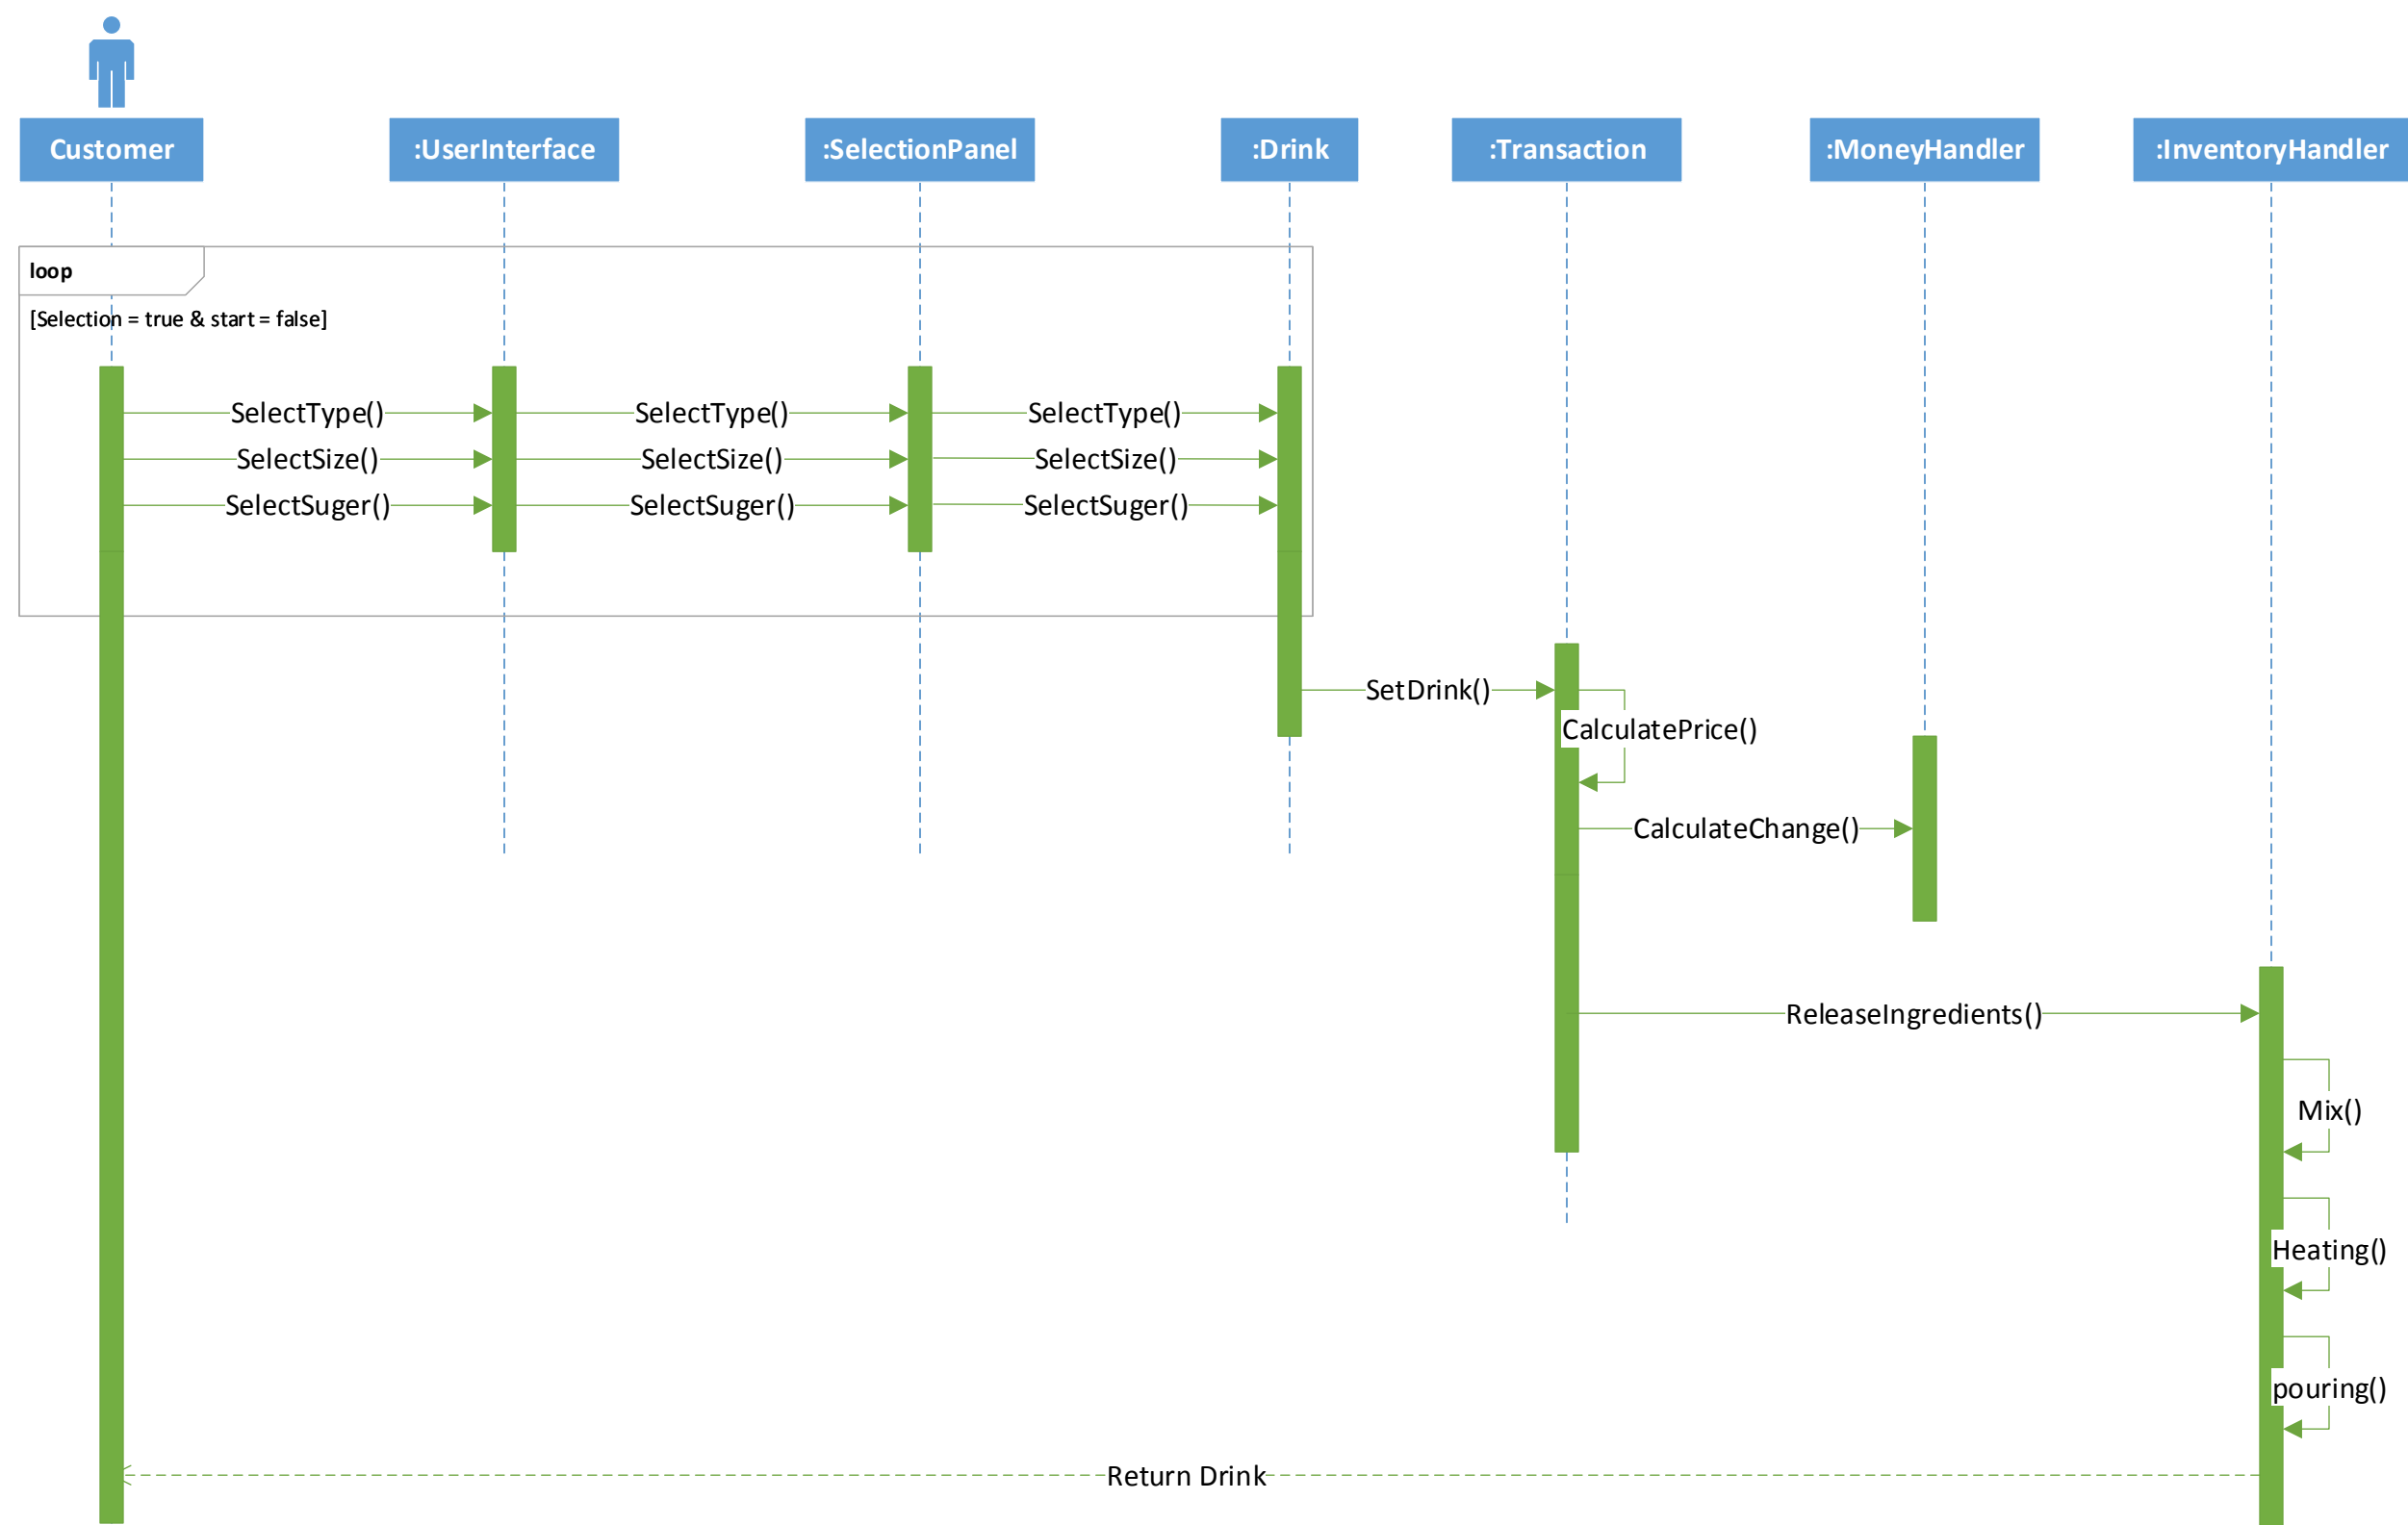 Customer
:UserInterface
:SelectionPanel
:Drink
:Transaction
:MoneyHandler
:InventoryHandler
loop
[Selection = true & start = false]
SelectType()
SelectType()
SelectType()
SelectSize()
SelectSize()
SelectSize()
SelectSuger()
SelectSuger()
SelectSuger()
SetDrink()
CalculatePrice()
CalculateChange()
ReleaseIngredients()
Mix()
Heating()
pouring()
Return Drink